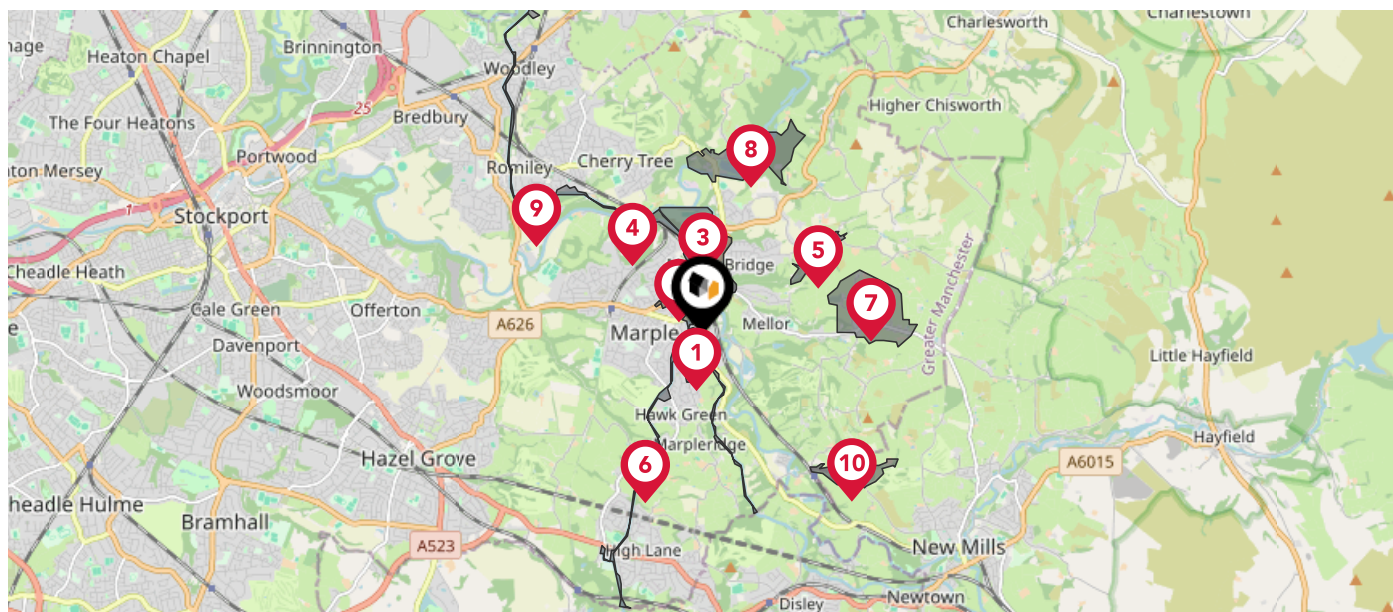 Charlestown
Charlesworth
Brinnington
Heaton Chapel
Woodley
25
Higher Chisworth
Bredbury
The Four Heatons
8
Portwood
Cherry Tree
Romiley
ton Mersey
9
1
Stockport
4
3
5
Bridge
Cheadle Heath
7
Cale Green
Offerton
A626
Marple
Mellor
Greater Manchester
Davenport
1
Little Hayfield
Woodsmoor
Hawk Green
Marpleridge
Hayfield
Hazel Grove
6
10
A6015
headle Hulme
Bramhall
A523
High Lane
New Mills
Newtown
Disley